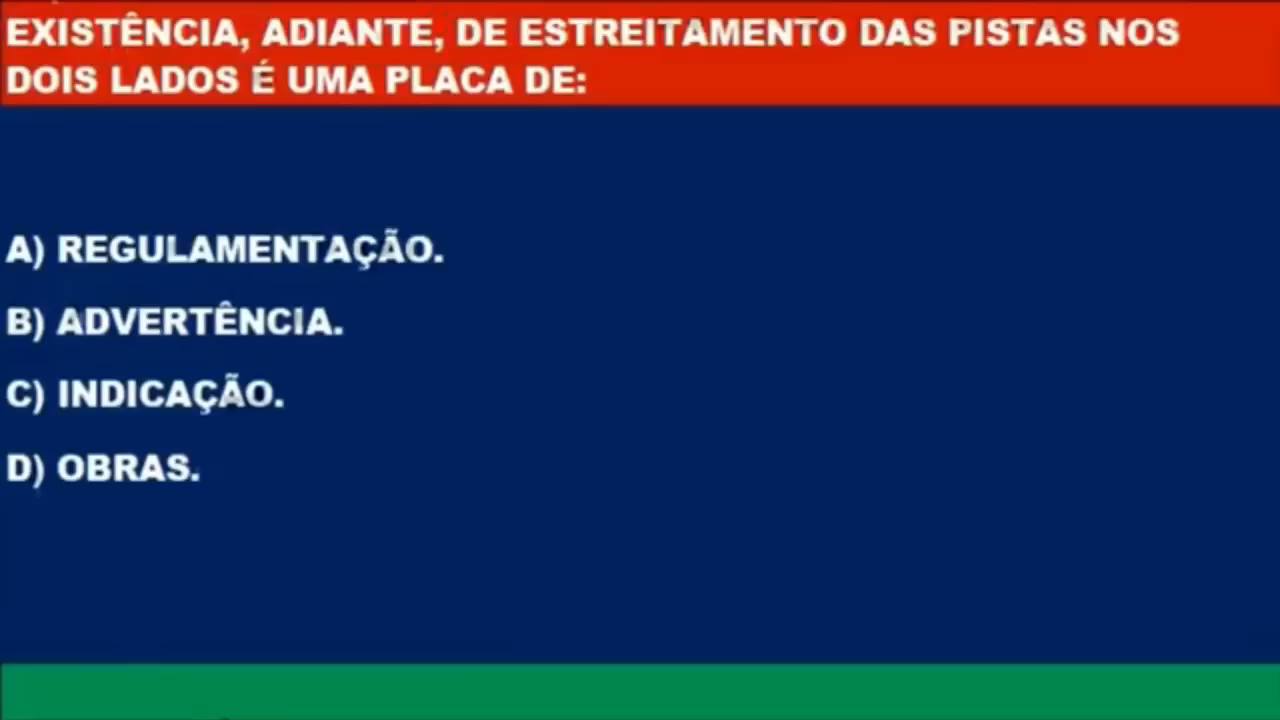 EXISTÊNCIA, ADIANTE, DE ESTREITAMENTO DAS PISTAS NOS
DOIS LADOS É UMA PLACA DE:
A) REGULAMENTAÇÃO.
B) ADVERTÊNCIA.
C) INDICAÇÃO.
D) OBRAS.